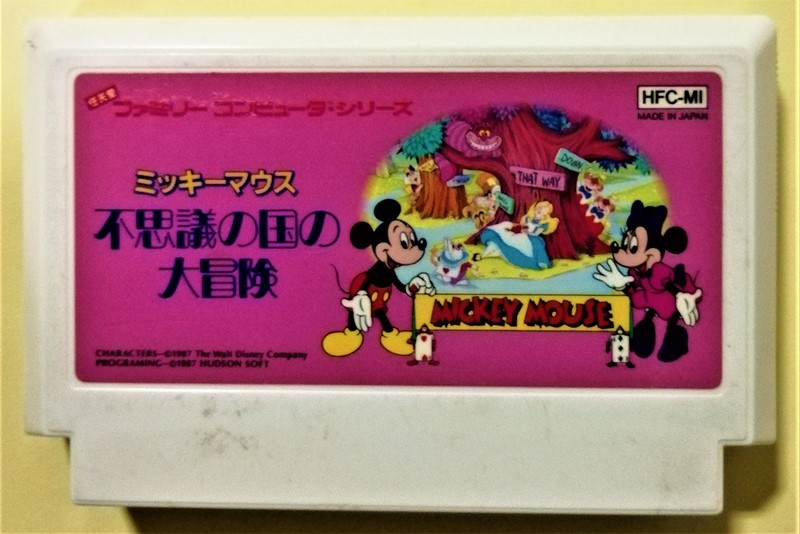 任天堂
ファミリー コンピュータ・シリーズ
HFC-MI
MADE IN JAPAN
ミッキーマウス
不思議の国の
大冒険
DOWN
THAT WAY
MICKEY MOUSE
CHARACTERS—©1987 The Walt Disney Company
PROGRAMING—©1987 HUDSON SOFT